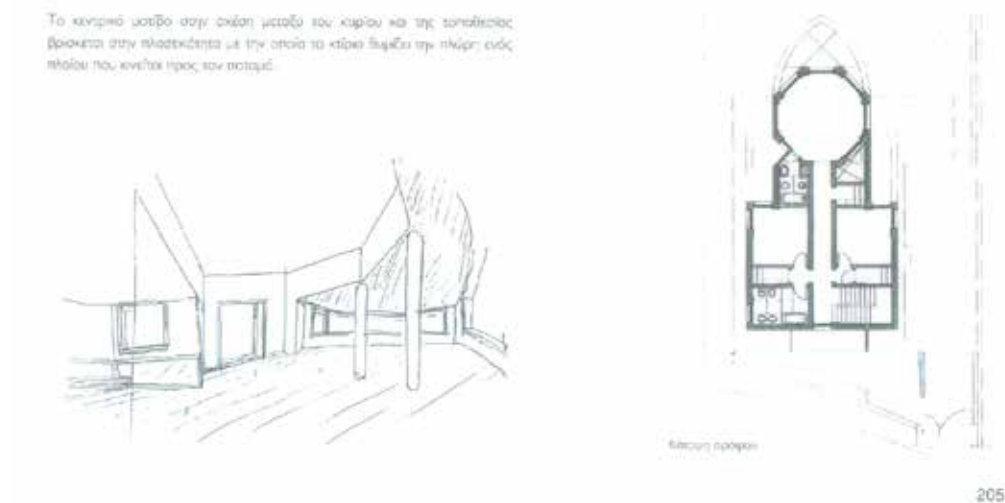 Το κεντρικό μοτίβο στην σχέση μεταξύ του κτιρίου και της τοποθεσίας
βρίσκεται στην πλαστικότητα με την οποία το κτίριο θυμίζει την πλώρη ενός
πλοίου που κινείται προς τον ποταμό.
Κάτοψη ορόφου
205